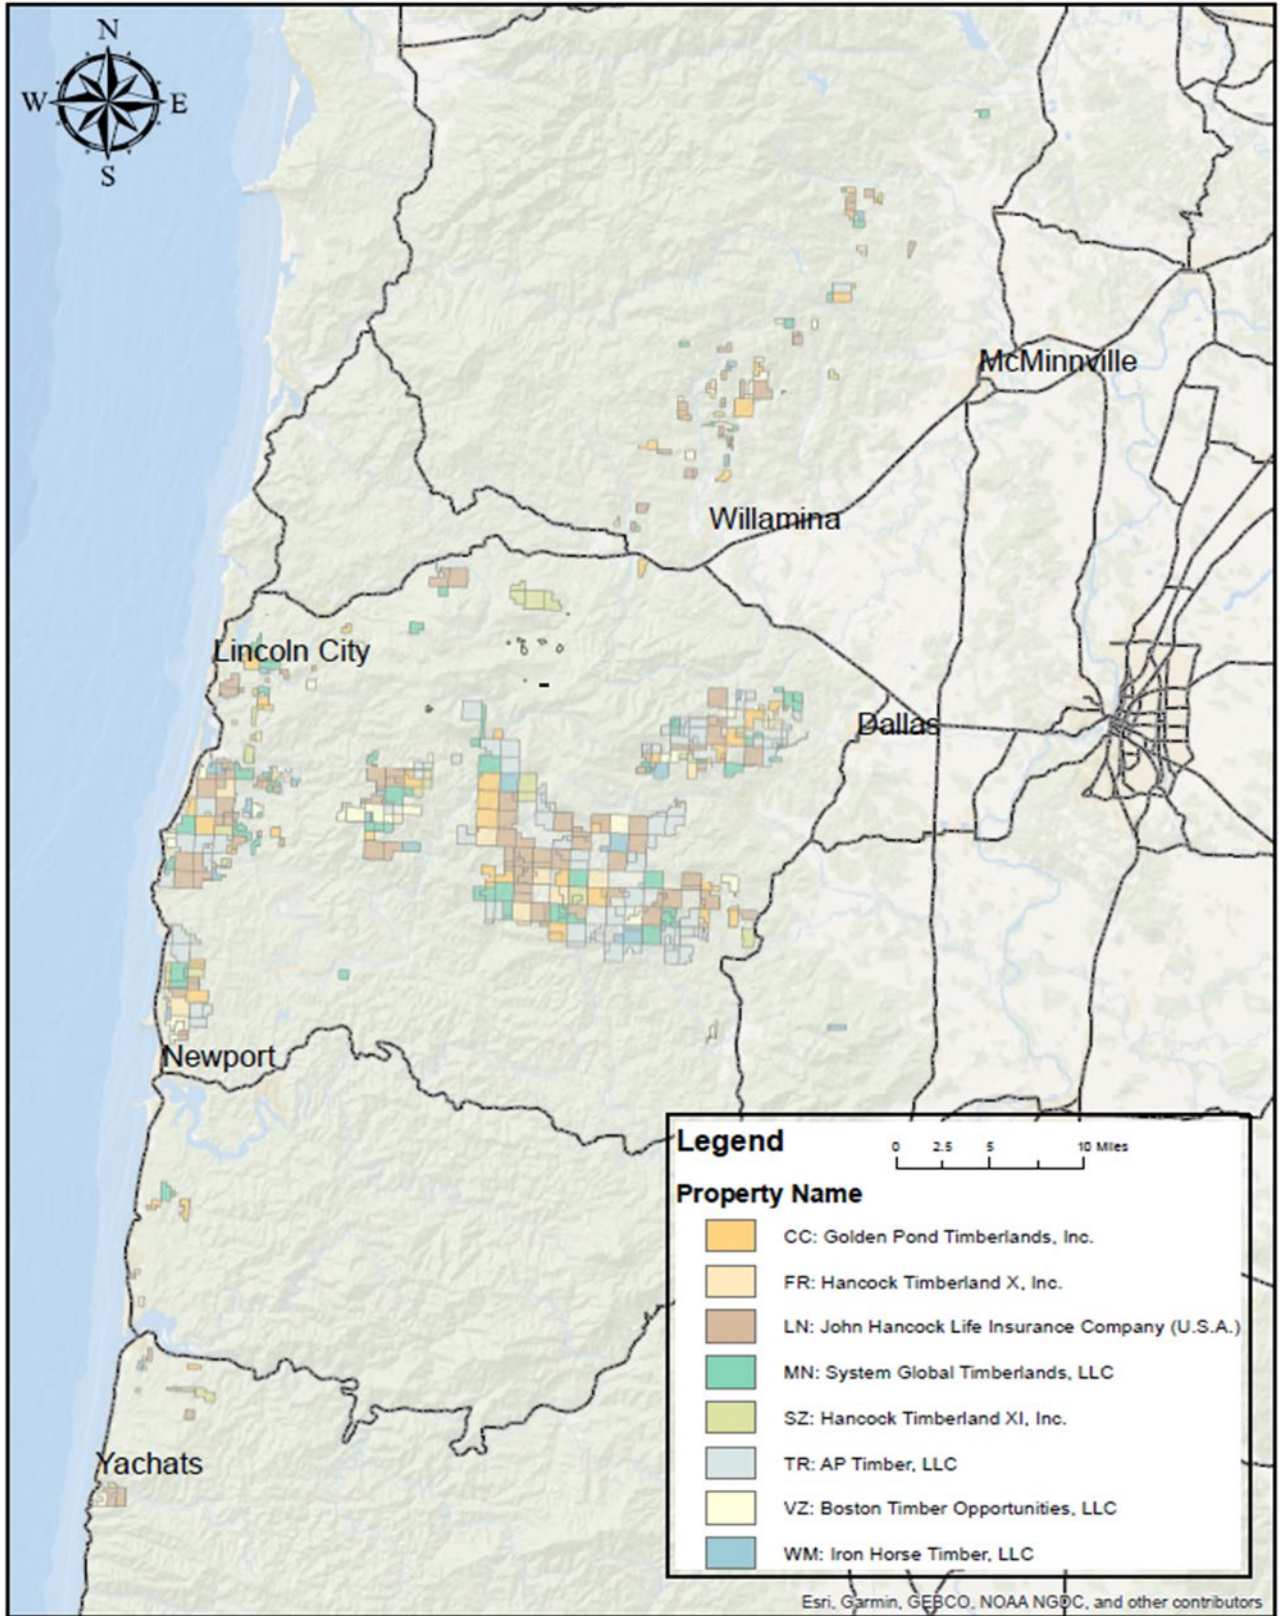 N
W E
S
McMinnville
Willamina
Lincoln City
Dallas
Newport
Yachats
Legend
0 2.5 5 10 Miles
Property Name
CC: Golden Pond Timberlands, Inc.
FR: Hancock Timberland X, Inc.
LN: John Hancock Life Insurance Company (U.S.A.)
MN: System Global Timberlands, LLC
SZ: Hancock Timberland XI, Inc.
TR: AP Timber, LLC
VZ: Boston Timber Opportunities, LLC
WM: Iron Horse Timber, LLC
Esri, Garmin, GEBCO, NOAA NGDC, and other contributors